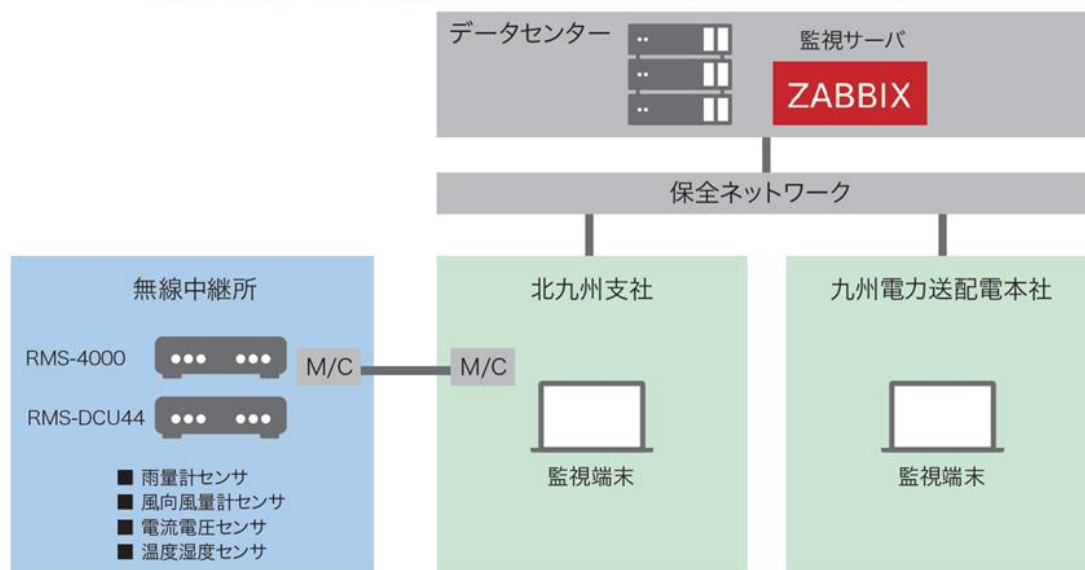 データセンター
監視サーバ
ZABBIX
保全ネットワーク
無線中継所
RMS-4000
M/C
RMS-DCU44
■ 雨量計センサ
■ 風向風量計センサ
■ 電流電圧センサ
■ 温度湿度センサ
北九州支社
M/C
監視端末
九州電力送配電本社
監視端末